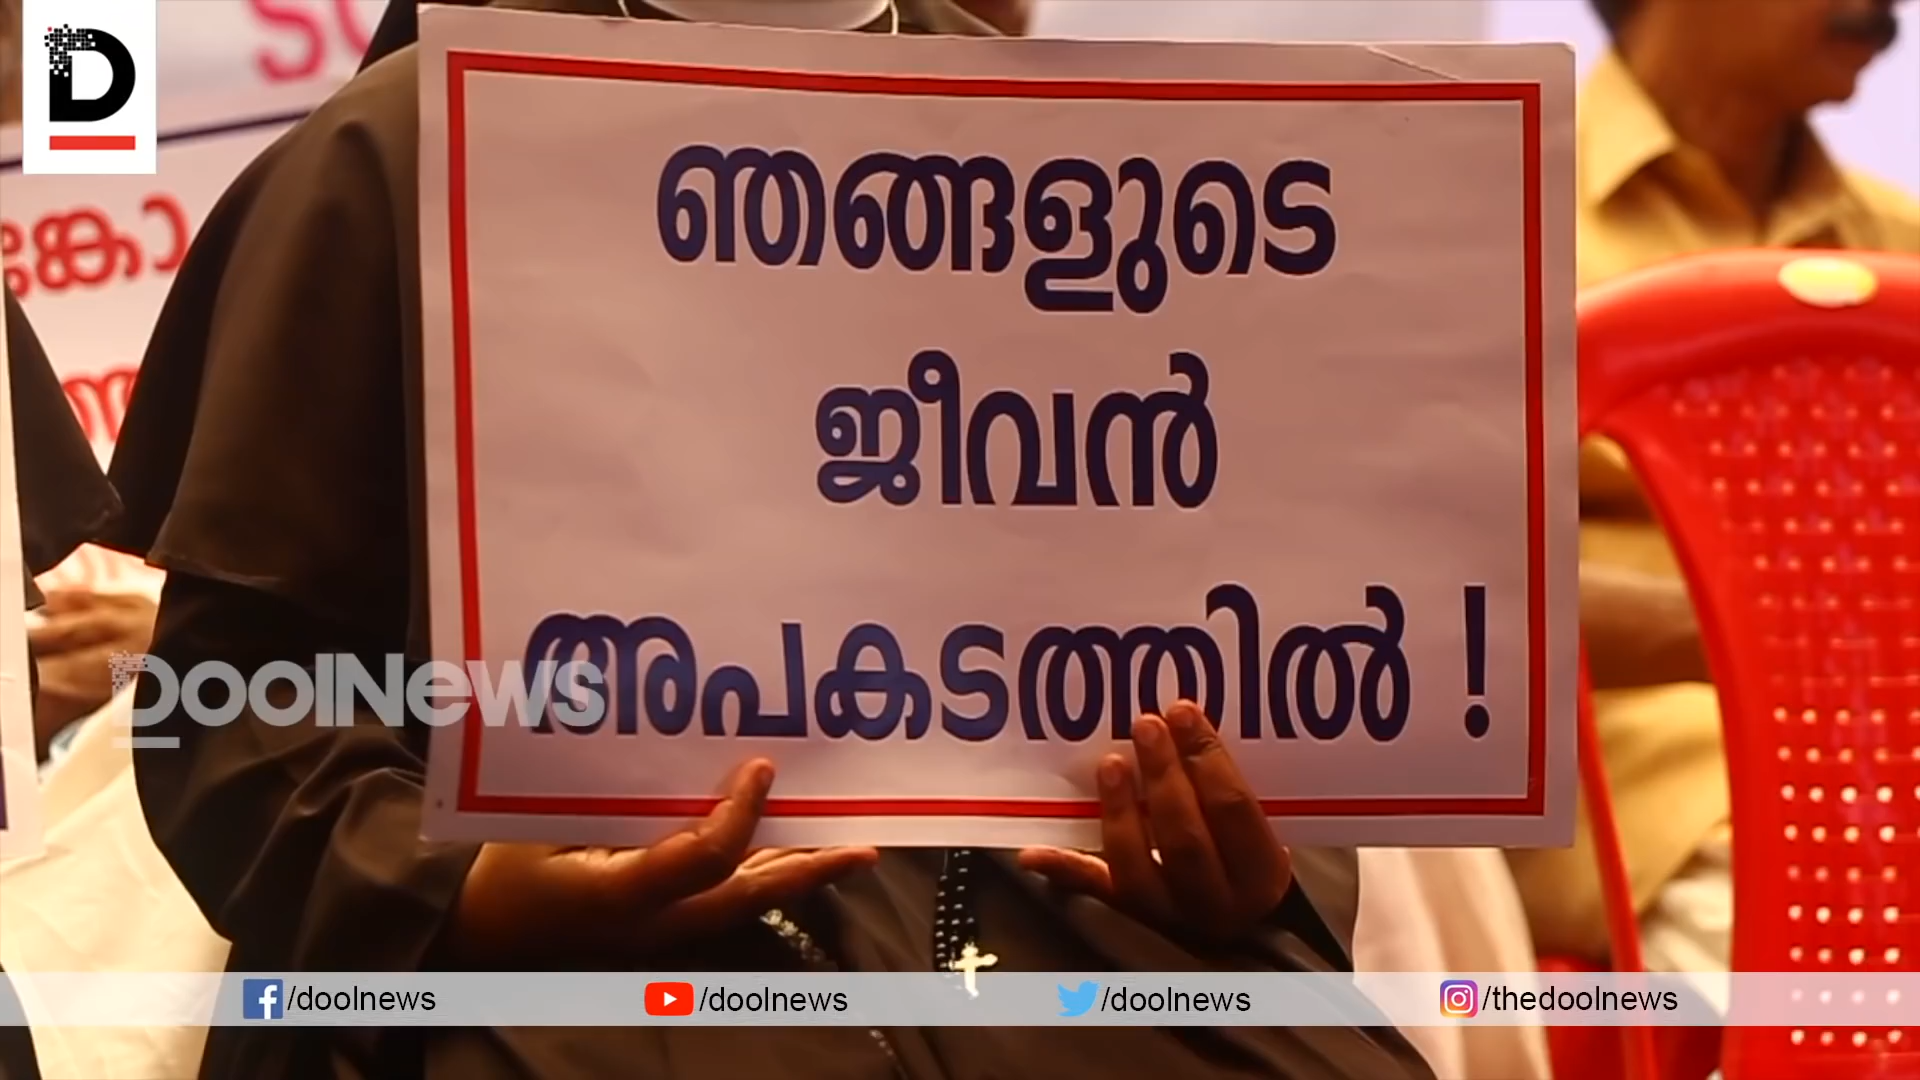 D
ങ്കോ
ഞങ്ങളുടെ
ജീവൻ
അപകടത്തിൽ !
DoolNews
/doolnews
/doolnews
/doolnews
/thedoolnews